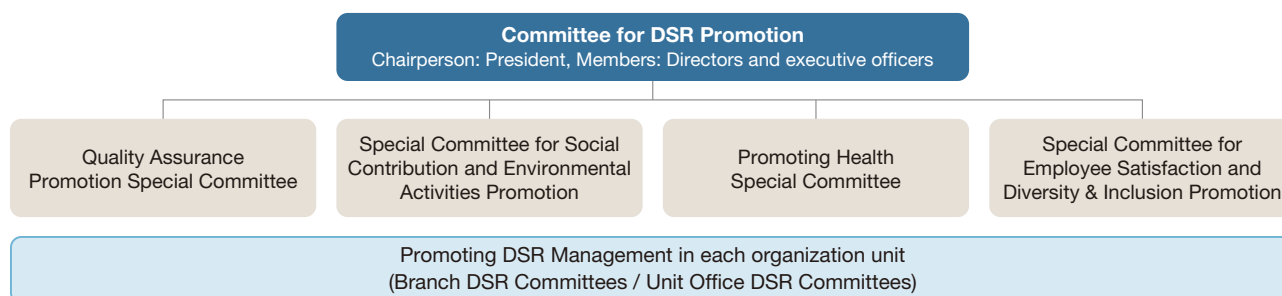 Committee for DSR Promotion
Chairperson: President, Members: Directors and executive officers
Quality Assurance
Promotion Special Committee
Special Committee for Social
Contribution and Environmental
Activities Promotion
Promoting Health
Special Committee
Special Committee for
Employee Satisfaction and
Diversity & Inclusion Promotion
Promoting DSR Management in each organization unit
(Branch DSR Committees / Unit Office DSR Committees)